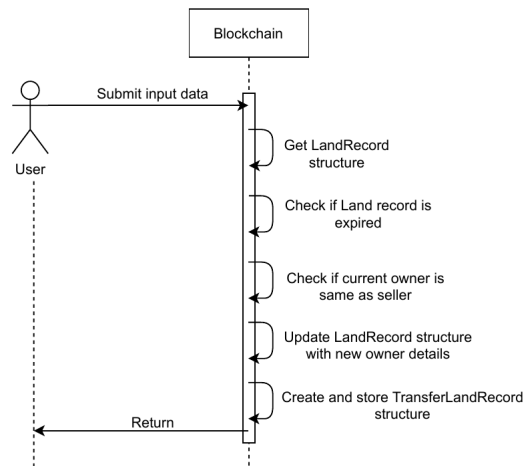 Blockchain
Submit input data
User
Get LandRecord
structure
Check if Land record is
expired
Check if current owner is
same as seller
Update LandRecord structure
with new owner details
Create and store TransferLandRecord
structure
Return